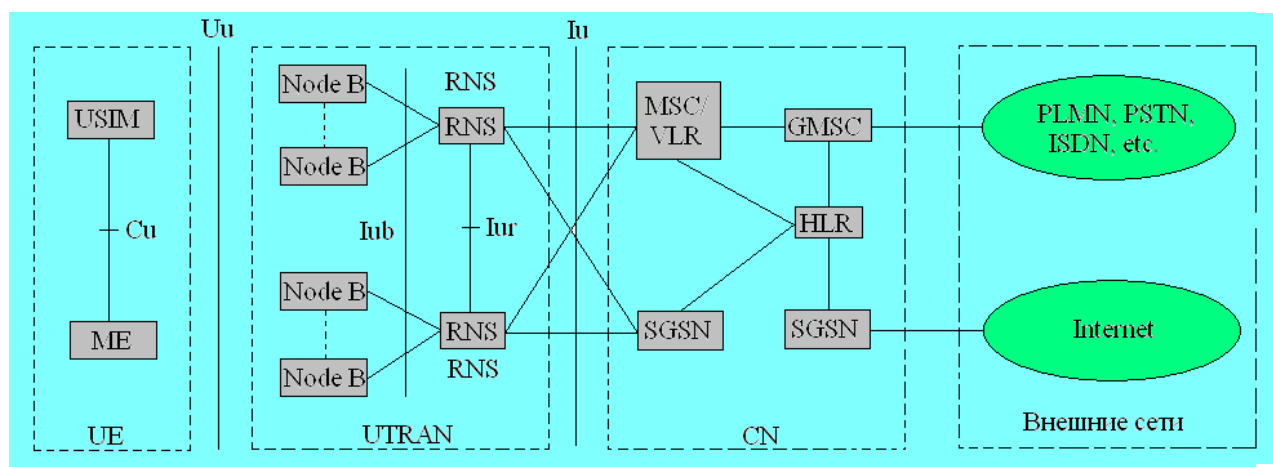 Uu
Iu
Node B
RNS
USIM
RNS
MSC/
VLR
GMSC
PLMN, PSTN,
ISDN, etc.
Node B
Cu
Iub
Iur
HLR
Node B
ME
RNS
SGSN
SGSN
Internet
Node B
RNS
UE
UTRAN
CN
Внешние сети